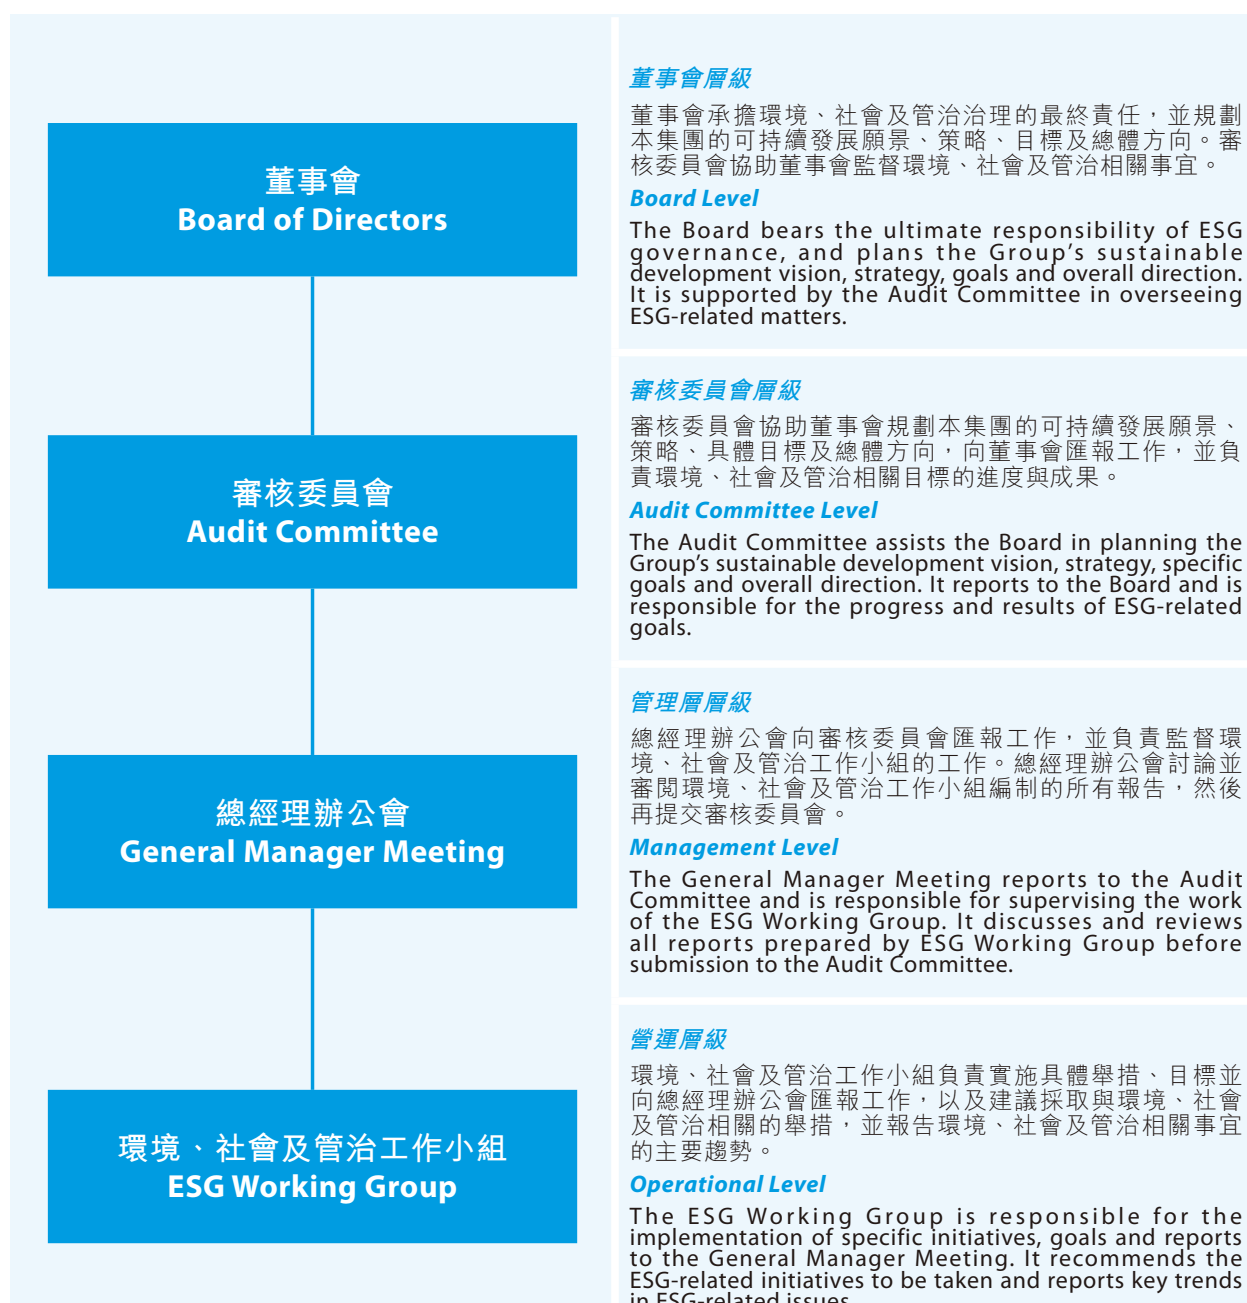 董事會
Board of Directors
董事會層級
董事會承擔環境、社會及管治治理的最終責任，並規劃
本集團的可持續發展願景、策略、目標及總體方向。審
核委員會協助董事會監督環境、社會及管治相關事宜。
Board Level
The Board bears the ultimate responsibility of ESG
governance, and plans the Group’s sustainable
development vision, strategy, goals and overall direction.
It is supported by the Audit Committee in overseeing
ESG-related matters.
審核委員會
Audit Committee
審核委員會層級
審核委員會協助董事會規劃本集團的可持續發展願景、
策略、具體目標及總體方向，向董事會匯報工作，並負
責環境、社會及管治相關目標的進度與成果。
Audit Committee Level
The Audit Committee assists the Board in planning the
Group’s sustainable development vision, strategy, specific
goals and overall direction. It reports to the Board and is
responsible for the progress and results of ESG-related
goals.
總經理辦公會
General Manager Meeting
管理層層級
總經理辦公會向審核委員會匯報工作，並負責監督環
境、社會及管治工作小組的工作。總經理辦公會討論並
審閱環境、社會及管治工作小組編制的所有報告，然後
再提交審核委員會。
Management Level
The General Manager Meeting reports to the Audit
Committee and is responsible for supervising the work
of the ESG Working Group. It discusses and reviews
all reports prepared by ESG Working Group before
submission to the Audit Committee.
環境、社會及管治工作小組
ESG Working Group
營運層級
環境、社會及管治工作小組負責實施具體舉措、目標並
向總經理辦公會匯報工作，以及建議採取與環境、社會
及管治相關的舉措，並報告環境、社會及管治相關事宜
的主要趨勢。
Operational Level
The ESG Working Group is responsible for the
implementation of specific initiatives, goals and reports
to the General Manager Meeting. It recommends the
ESG-related initiatives to be taken and reports key trends
in ESG-related issues.